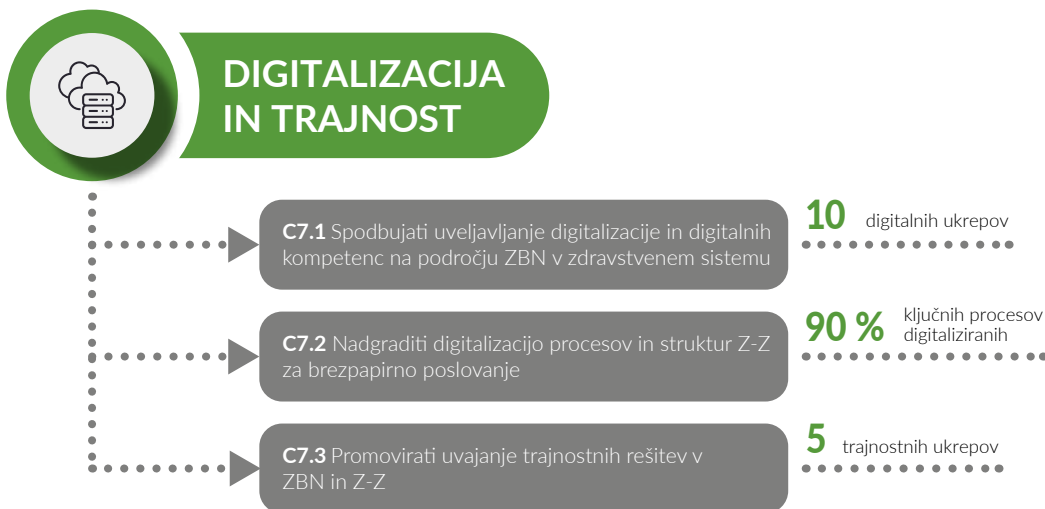 DIGITALIZACIJA
IN TRAJNOST
C7.1 Spodbujati uveljavljanje digitalizacije in digitalnih
kompetenc na področju ZBN v zdravstvenem sistemu
10 digitalnih ukrepov
C7.2 Nadgraditi digitalizacijo procesov in struktur Z-Z
za brezpapirno poslovanje
90 % ključnih procesov
digitaliziranih
C7.3 Promovirati uvajanje trajnostnih rešitev v
ZBN in Z-Z
5 trajnostnih ukrepov